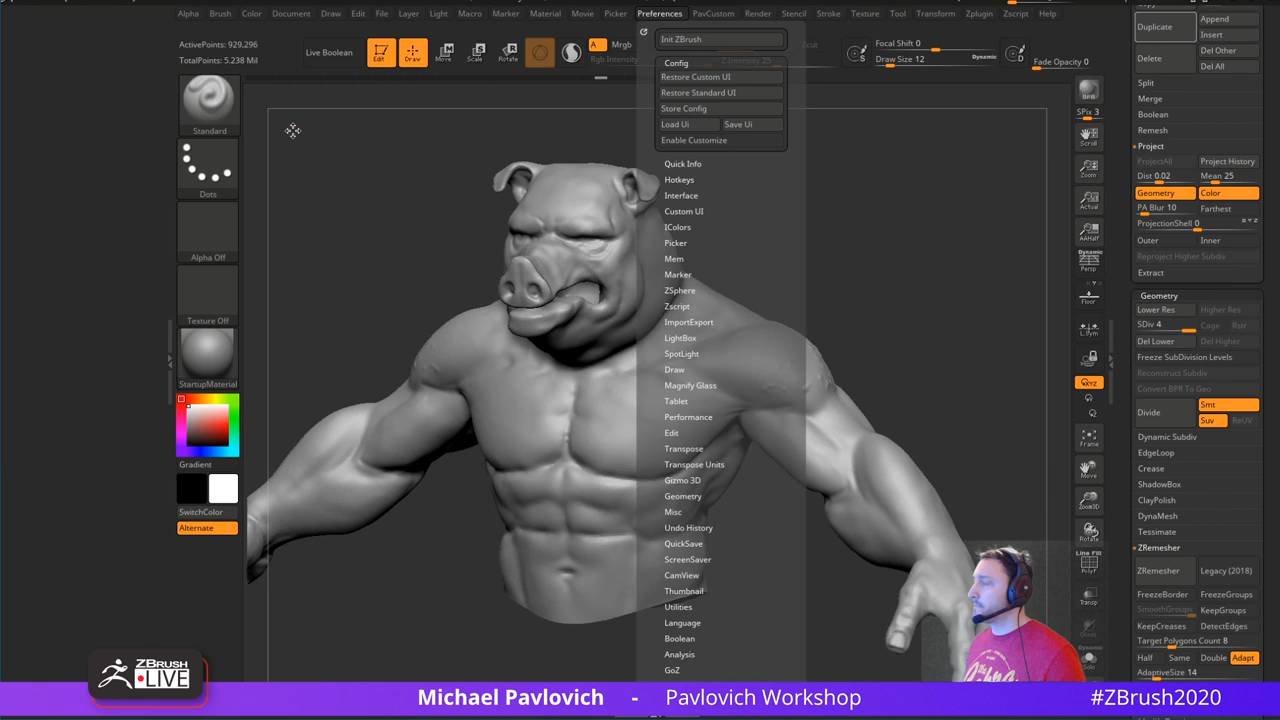 Alpha Brush Color Document Draw Edit File Layer Light Macro Marker Material Movie Picker Preferences PavCustom Render Stencil Stroke Texture Tool Transform Zplugin Zscript Help
ActivePoints: 929,296
TotalPoints: 5.238 Mil
Live Boolean
Edit
Draw
Move
Scale
Rotate
A
Mrgb
Rgb Intensity
Zcut
Z Intensity 25
Focal Shift 0
Draw Size 12
Dynamic
Fade Opacity 0
S
D
Standard
Dots
Alpha Off
Texture Off
StartupMaterial
Gradient
SwitchColor
Alternate
Init ZBrush
Config
Restore Custom UI
Restore Standard UI
Store Config
Load Ui Save Ui
Enable Customize
Quick Info
Hotkeys
Interface
Custom UI
IColors
Picker
Mem
Marker
ZSphere
Zscript
ImportExport
LightBox
SpotLight
Draw
Magnify Glass
Tablet
Performance
Edit
Transpose
Transpose Units
Gizmo 3D
Geometry
Misc
Undo History
QuickSave
ScreenSaver
CamView
Thumbnail
Utilities
Language
Boolean
Analysis
GoZ
BPR
SPix 3
Scroll
Zoom
Actual
AAHalf
Dynamic
Persp
Floor
L.Sym
XYZ
Frame
Move
Zoom3D
Rotate
Line Fill
PolyF
Transp
Ghost
Dynamic
Solo
Duplicate
Append
Insert
Delete
Del Other
Del All
Split
Merge
Boolean
Remesh
Project
ProjectAll Project History
Dist 0.02 Mean 25
Geometry Color
PA Blur 10 Farthest
ProjectionShell 0
Outer Inner
Reproject Higher Subdiv
Extract
Geometry
Lower Res Higher Res
SDiv 4 Cage Rstr
Del Lower Del Higher
Freeze SubDivision Levels
Reconstruct Subdiv
Convert BPR To Geo
Divide
Smt
Suv ReUV
Dynamic Subdiv
EdgeLoop
Crease
ShadowBox
ClayPolish
DynaMesh
Tessimate
ZRemesher
ZRemesher Legacy (2018)
FreezeBorder FreezeGroups
SmoothGroups KeepGroups
KeepCreases DetectEdges
Target Polygons Count 8
Half Same Double Adapt
AdaptiveSize 14
ZBRUSH
LIVE
Michael Pavlovich - Pavlovich Workshop #ZBrush2020